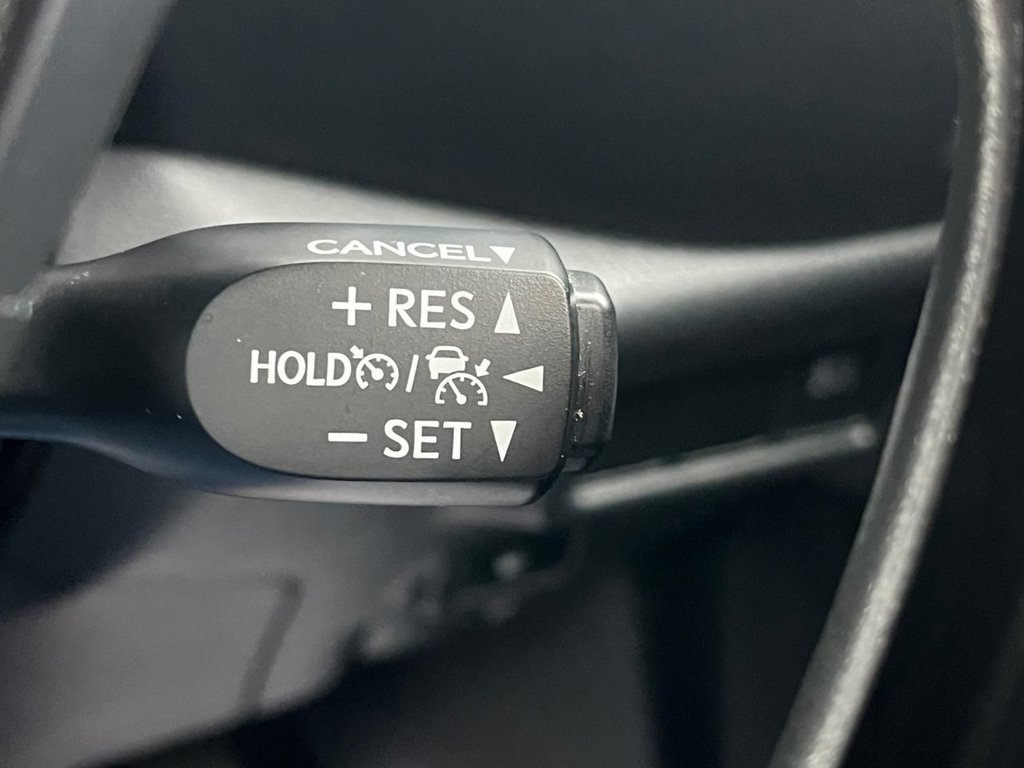 CANCEL▼
+ RES ▲
HOLD / ◀
− SET ▼